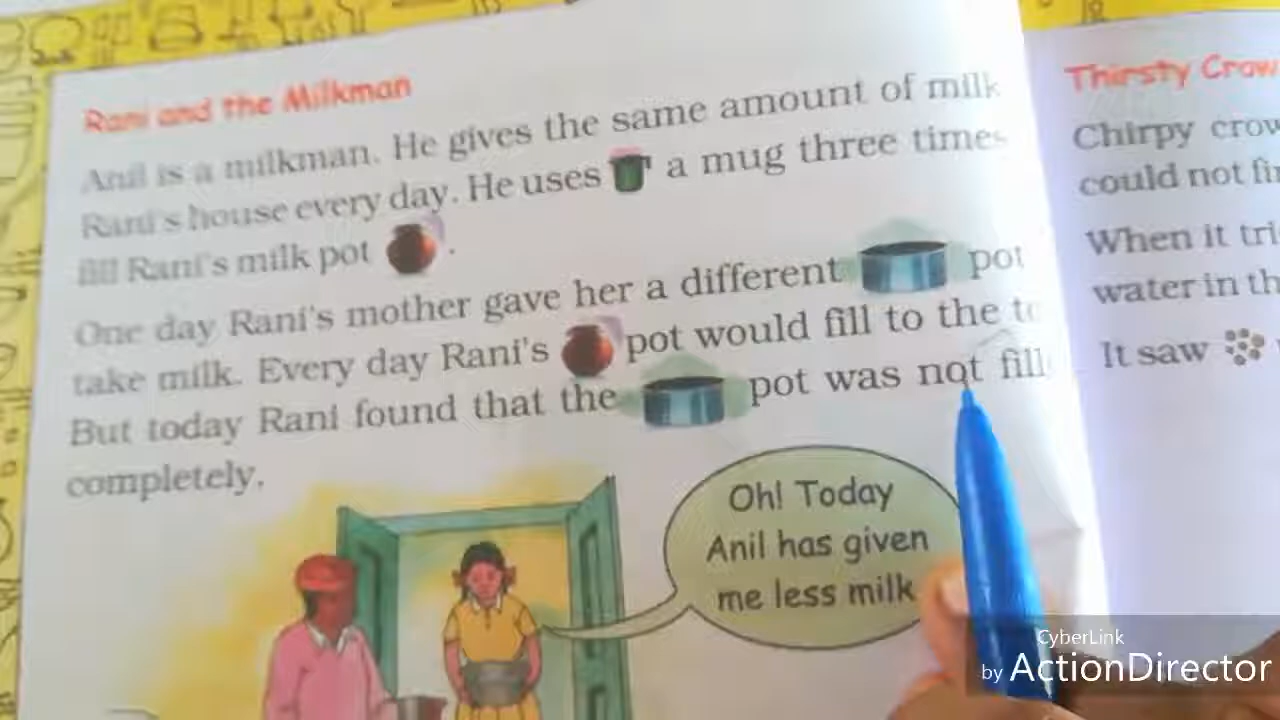 Rani and the Milkman
Anil is a milkman. He gives the same amount of milk
Rani's house every day. He uses a mug three times
fill Rani's milk pot .
One day Rani's mother gave her a different pot
take milk. Every day Rani's pot would fill to the to
But today Rani found that the pot was not fill
completely.
Oh! Today
Anil has given
me less milk
Thirsty Crow
Chirpy crow
could not fin
When it tri
water in th
It saw
CyberLink
by ActionDirector